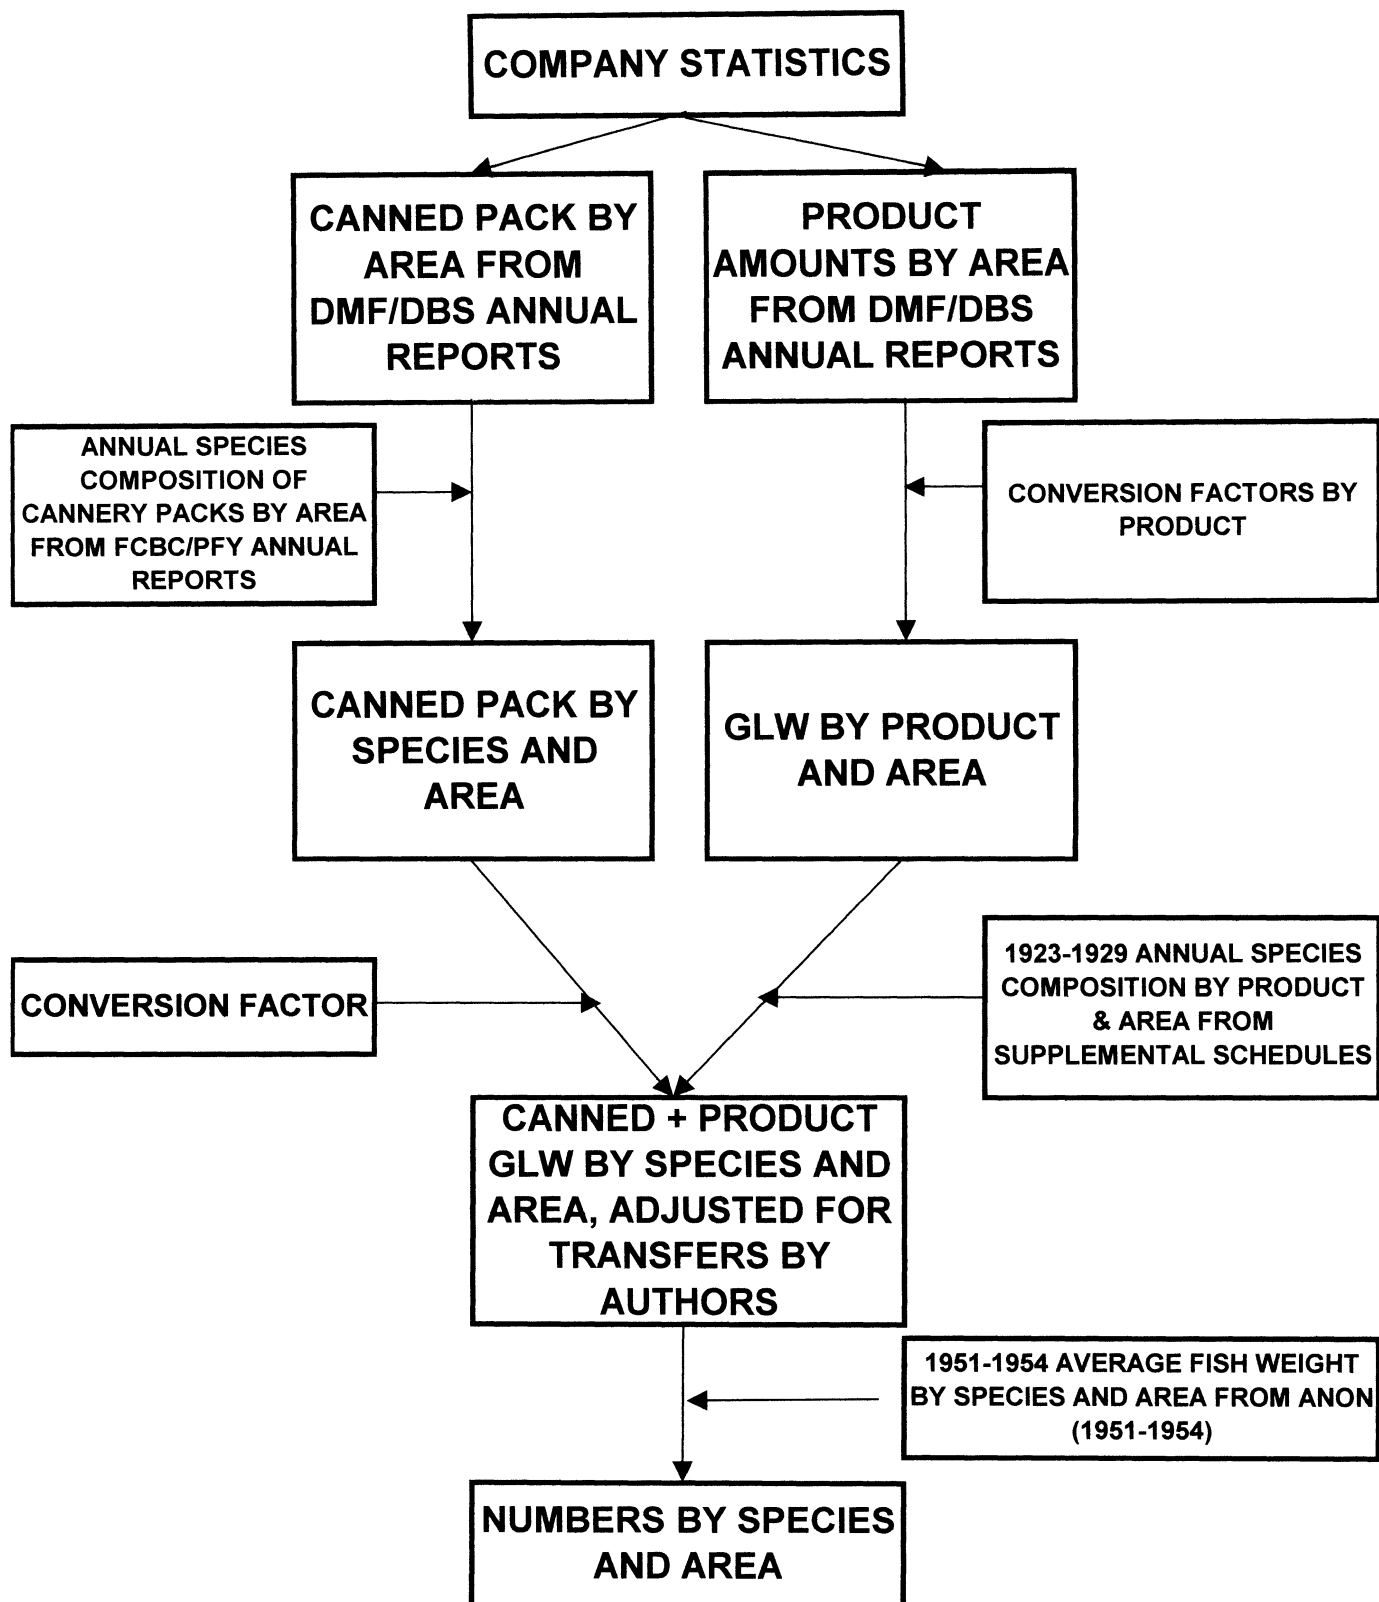 COMPANY STATISTICS
CANNED PACK BY
AREA FROM
DMF/DBS ANNUAL
REPORTS
PRODUCT
AMOUNTS BY AREA
FROM DMF/DBS
ANNUAL REPORTS
ANNUAL SPECIES
COMPOSITION OF
CANNERY PACKS BY AREA
FROM FCBC/PFY ANNUAL
REPORTS
CONVERSION FACTORS BY
PRODUCT
CANNED PACK BY
SPECIES AND
AREA
GLW BY PRODUCT
AND AREA
CONVERSION FACTOR
1923-1929 ANNUAL SPECIES
COMPOSITION BY PRODUCT
& AREA FROM
SUPPLEMENTAL SCHEDULES
CANNED + PRODUCT
GLW BY SPECIES AND
AREA, ADJUSTED FOR
TRANSFERS BY
AUTHORS
1951-1954 AVERAGE FISH WEIGHT
BY SPECIES AND AREA FROM ANON
(1951-1954)
NUMBERS BY SPECIES
AND AREA